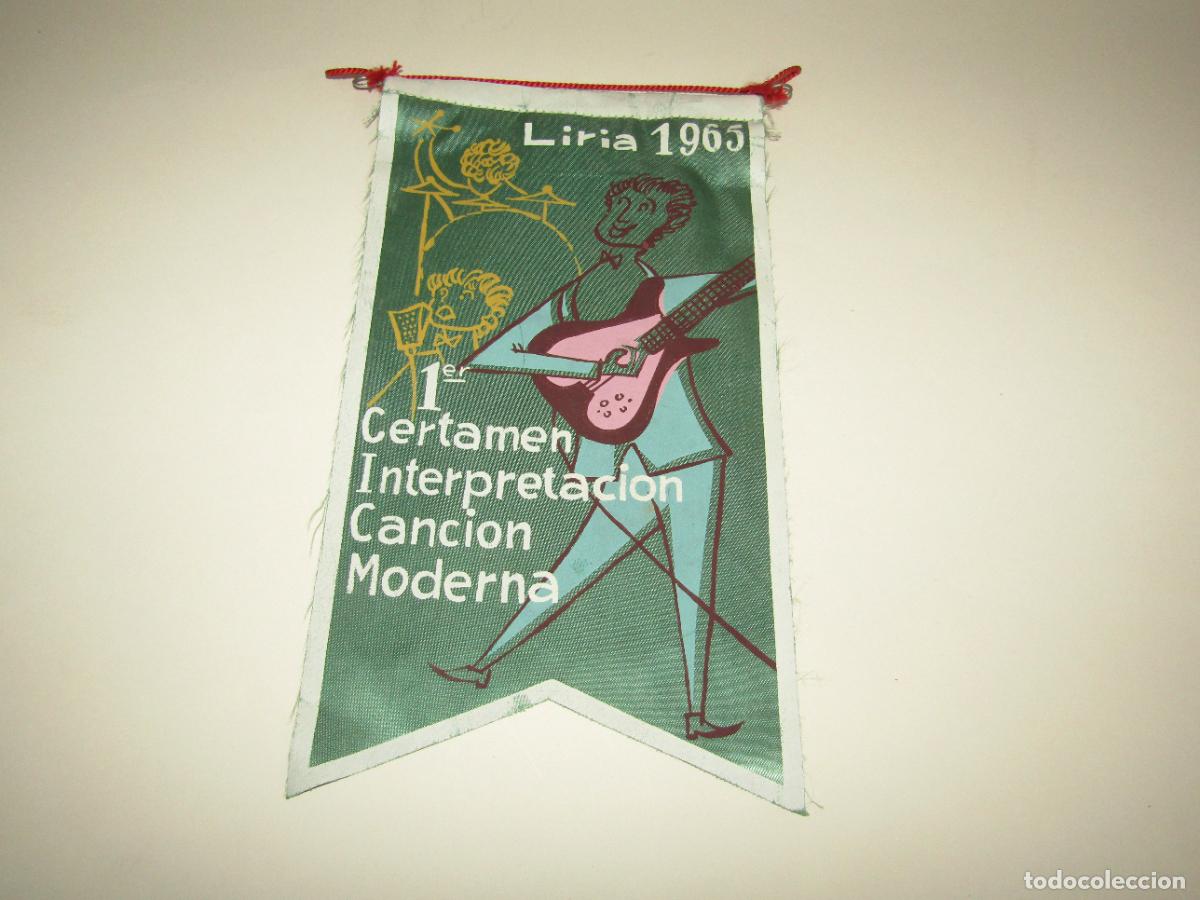 Liria 1965
1er
Certamen
Interpretacion
Cancion
Moderna
todocoleccion